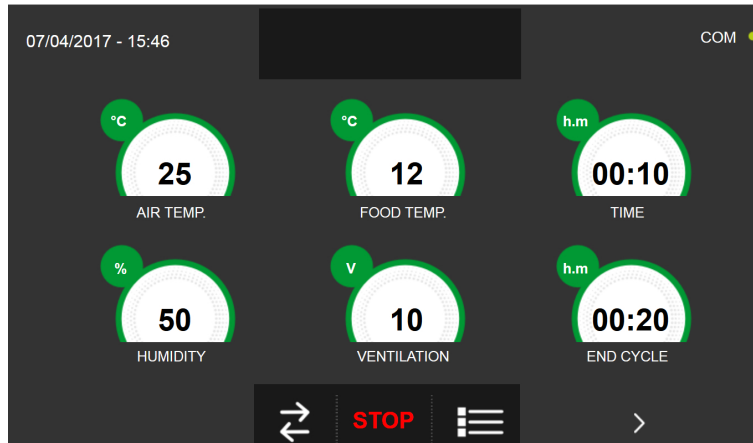 07/04/2017 - 15:46
COM
°C
25
AIR TEMP.
°C
12
FOOD TEMP.
h.m
00:10
TIME
%
50
HUMIDITY
V
10
VENTILATION
h.m
00:20
END CYCLE
STOP